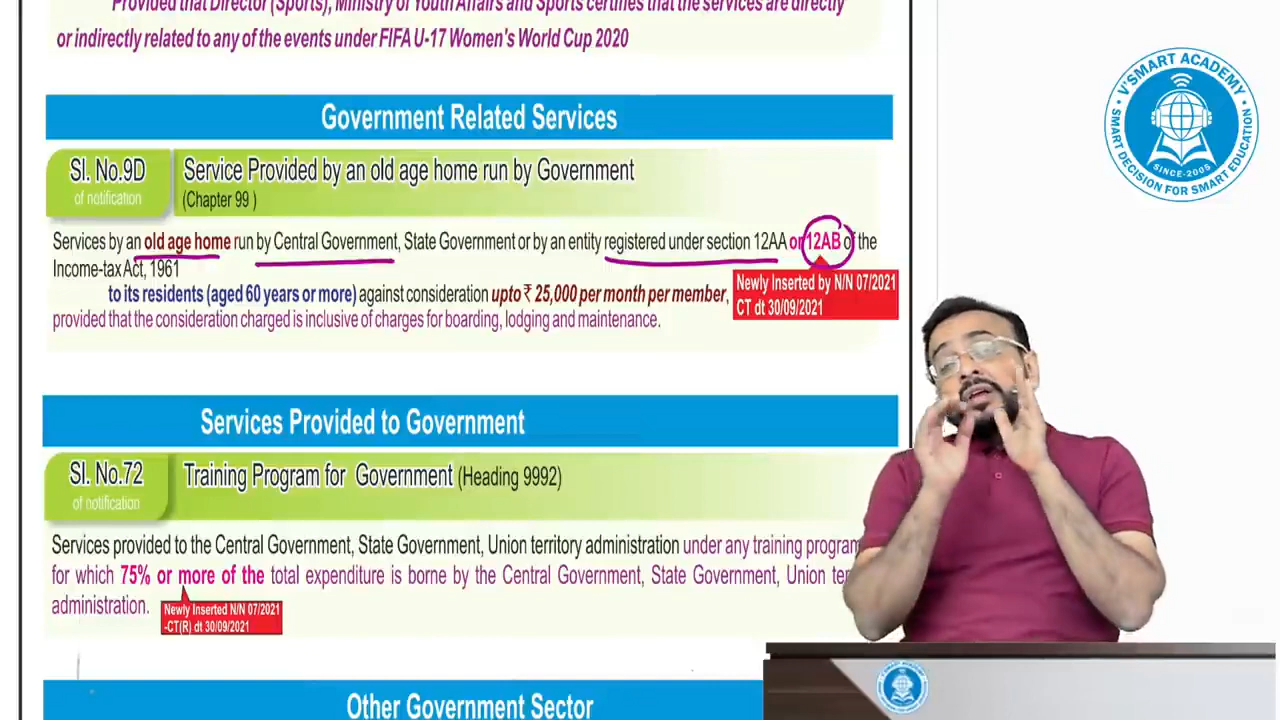 Provided that Director (Sports), Ministry of Youth Affairs and Sports certifies that the services are directly
or indirectly related to any of the events under FIFA U-17 Women's World Cup 2020
Government Related Services
Sl. No.9D
of notification
Service Provided by an old age home run by Government
(Chapter 99 )
Services by an old age home run by Central Government, State Government or by an entity registered under section 12AA or 12AB of the
Income-tax Act, 1961
to its residents (aged 60 years or more) against consideration upto ₹ 25,000 per month per member,
provided that the consideration charged is inclusive of charges for boarding, lodging and maintenance.
Newly Inserted by N/N 07/2021
CT dt 30/09/2021
Services Provided to Government
Sl. No.72
of notification
Training Program for Government (Heading 9992)
Services provided to the Central Government, State Government, Union territory administration under any training program
for which 75% or more of the total expenditure is borne by the Central Government, State Government, Union
administration.
Newly Inserted N/N 07/2021
-CT(R) dt 30/09/2021
Other Government Sector
V'SMART ACADEMY
SMART DECISION FOR SMART EDUCATION
SINCE-2005